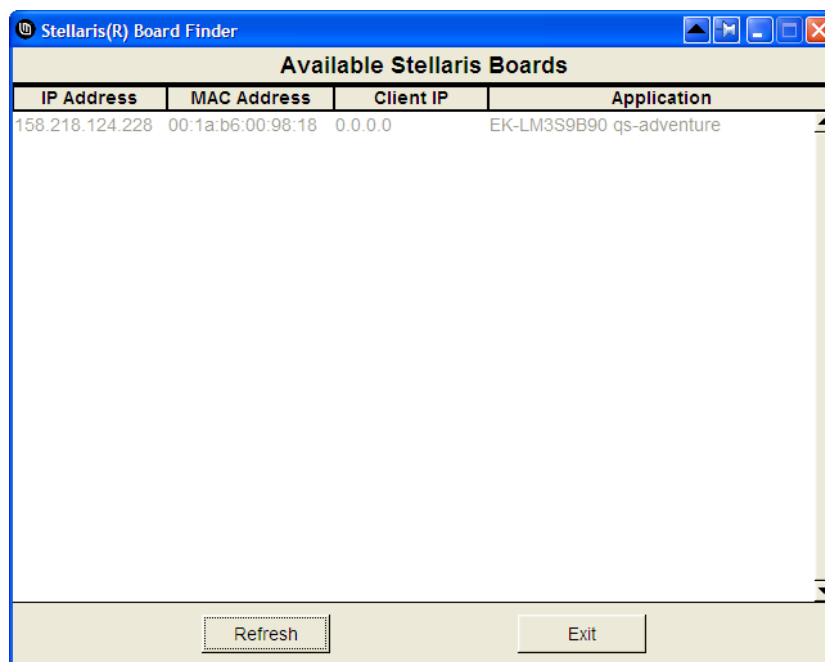 Stellaris(R) Board Finder
Available Stellaris Boards
IP Address MAC Address Client IP Application
158.218.124.228 00:1a:b6:00:98:18 0.0.0.0 EK-LM3S9B90 qs-adventure
Refresh Exit